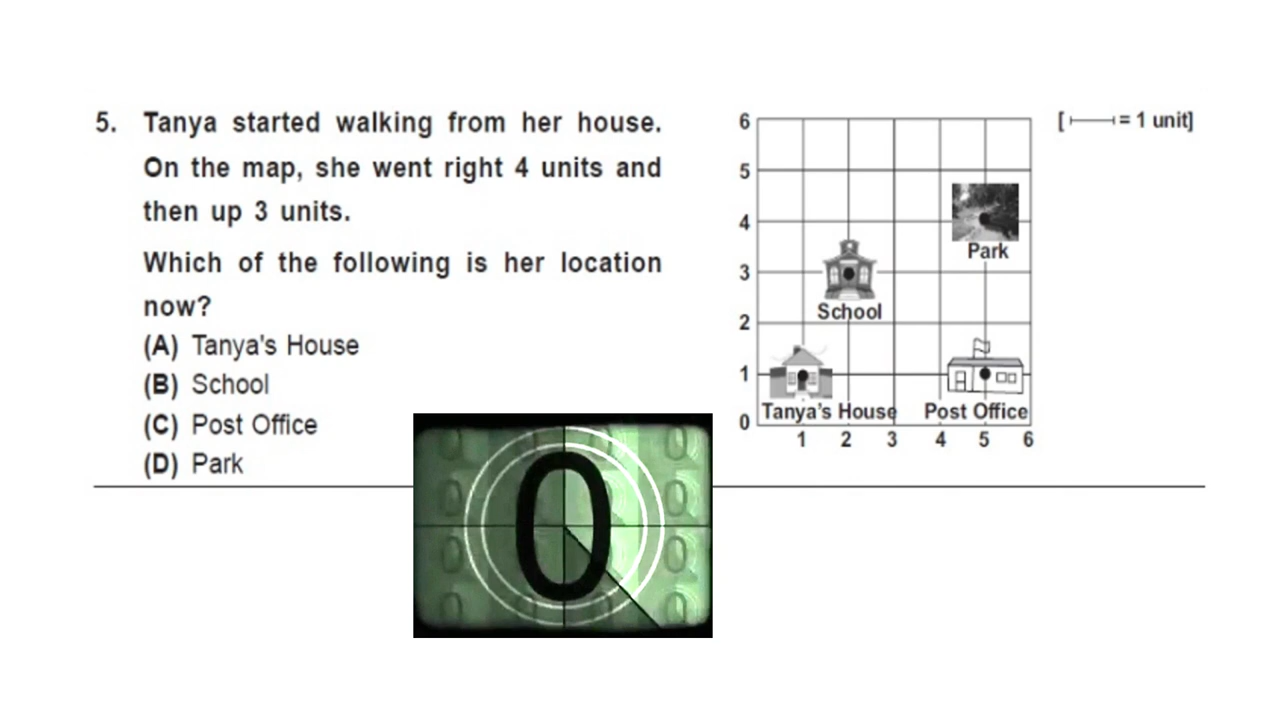 5. Tanya started walking from her house.
On the map, she went right 4 units and
then up 3 units.
Which of the following is her location
now?
(A) Tanya's House
(B) School
(C) Post Office
(D) Park
[ = 1 unit]
6
5
4
Park
3
School
2
1
Tanya's House Post Office
0
1 2 3 4 5 6
0